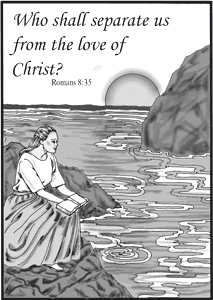 Who shall separate us
from the love of
Christ?
Romans 8:35